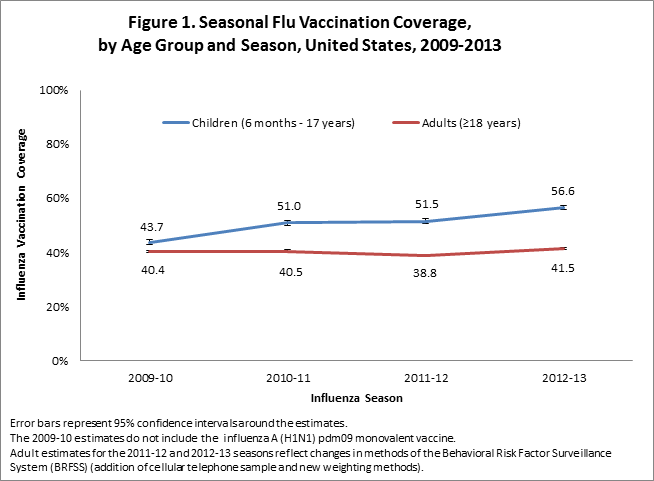 Figure 1. Seasonal Flu Vaccination Coverage,
by Age Group and Season, United States, 2009-2013
100%
80%
60%
40%
20%
0%
Influenza Vaccination Coverage
Children (6 months - 17 years)
Adults (≥18 years)
43.7
51.0
51.5
56.6
40.4
40.5
38.8
41.5
2009-10
2010-11
2011-12
2012-13
Influenza Season
Error bars represent 95% confidence intervals around the estimates.
The 2009-10 estimates do not include the influenza A (H1N1) pdm09 monovalent vaccine.
Adult estimates for the 2011-12 and 2012-13 seasons reflect changes in methods of the Behavioral Risk Factor Surveillance
System (BRFSS) (addition of cellular telephone sample and new weighting methods).